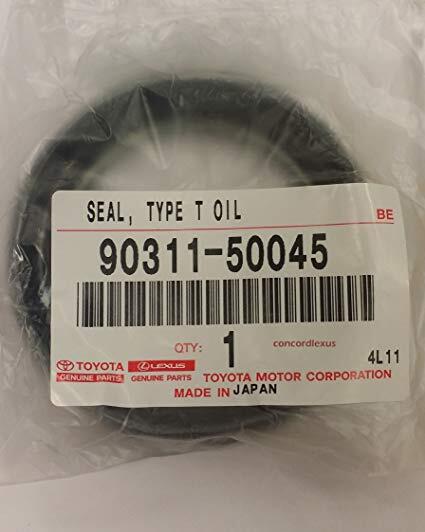 SEAL, TYPE T OIL
BE
90311-50045
QTY: 1 concordlexus
4L11
TOYOTA LEXUS
GENUINE PARTS GENUINE PARTS TOYOTA MOTOR CORPORATION
MADE IN JAPAN